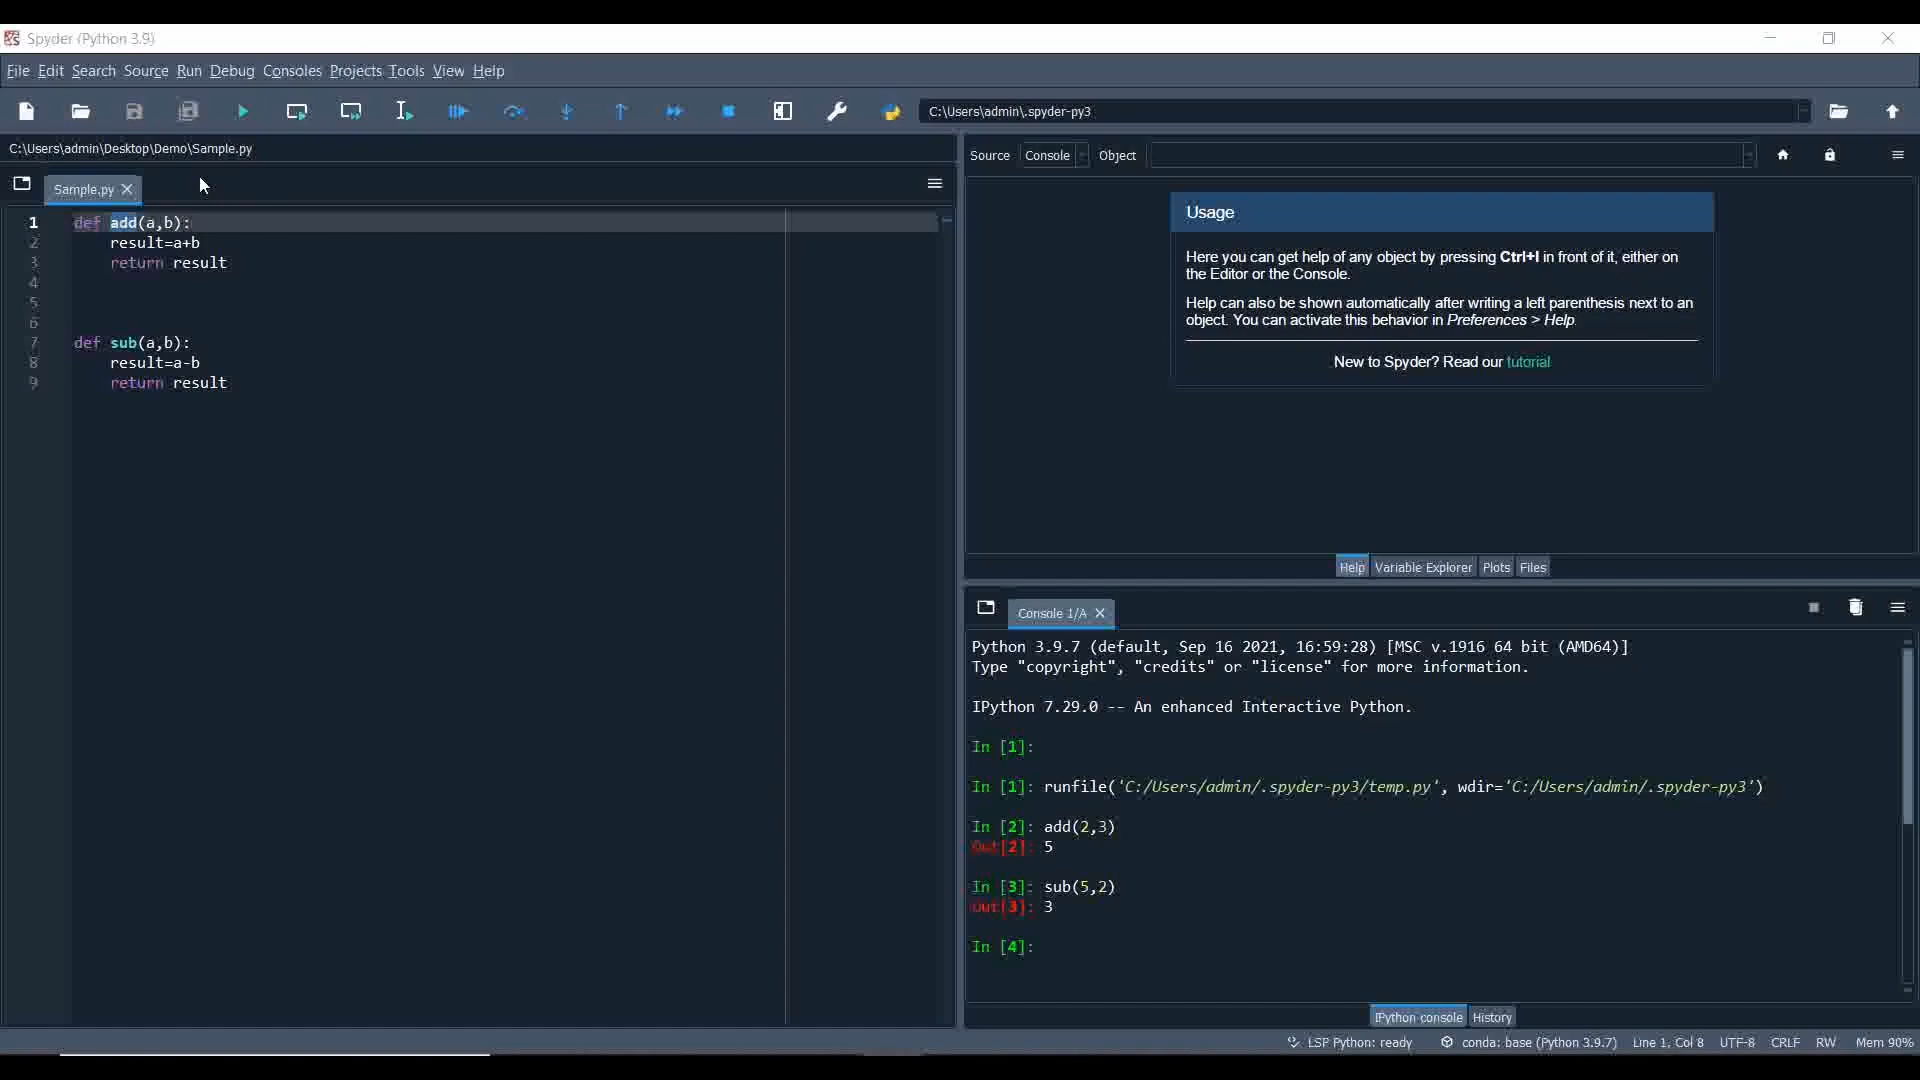 Spyder (Python 3.9)
File Edit Search Source Run Debug Consoles Projects Tools View Help
C:\Users\admin\.spyder-py3
C:\Users\admin\Desktop\Demo\Sample.py
Sample.py
1 def add(a,b):
2     result=a+b
3     return result
4
5
6
7 def sub(a,b):
8     result=a-b
9     return result
Source Console Object
Usage
Here you can get help of any object by pressing Ctrl+I in front of it, either on
the Editor or the Console.
Help can also be shown automatically after writing a left parenthesis next to an
object. You can activate this behavior in Preferences > Help.
New to Spyder? Read our tutorial
Help Variable Explorer Plots Files
Console 1/A
Python 3.9.7 (default, Sep 16 2021, 16:59:28) [MSC v.1916 64 bit (AMD64)]
Type "copyright", "credits" or "license" for more information.
IPython 7.29.0 -- An enhanced Interactive Python.
In [1]:
In [1]: runfile('C:/Users/admin/.spyder-py3/temp.py', wdir='C:/Users/admin/.spyder-py3')
In [2]: add(2,3)
Out[2]: 5
In [3]: sub(5,2)
Out[3]: 3
In [4]:
IPython console History
LSP Python: ready conda: base (Python 3.9.7) Line 1, Col 8 UTF-8 CRLF RW Mem 90%